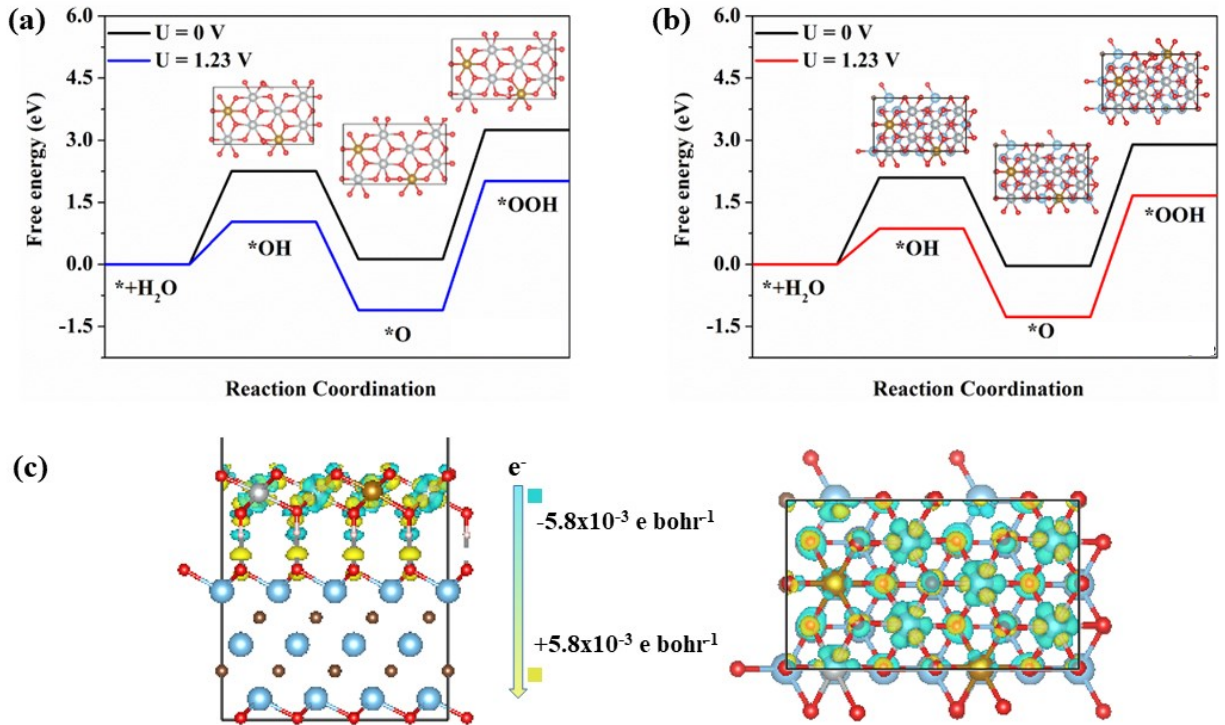 (a)
6.0
4.5
3.0
1.5
0.0
-1.5
Free energy (eV)
U = 0 V
U = 1.23 V
*+H₂O
*OH
*O
*OOH
Reaction Coordination
(b)
6.0
4.5
3.0
1.5
0.0
-1.5
Free energy (eV)
U = 0 V
U = 1.23 V
*+H₂O
*OH
*O
*OOH
Reaction Coordination
(c)
e⁻
-5.8x10⁻³ e bohr⁻¹
+5.8x10⁻³ e bohr⁻¹